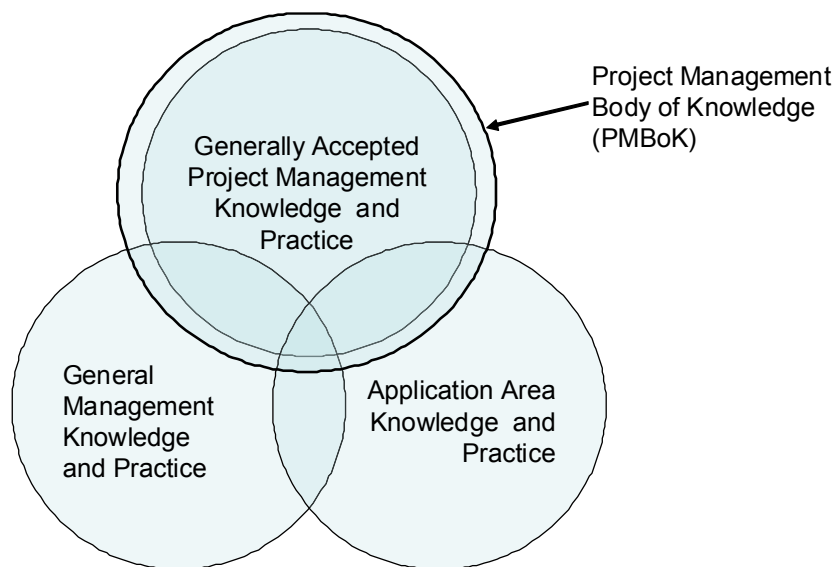 Project Management
Body of Knowledge
(PMBoK)
Generally Accepted
Project Management
Knowledge and
Practice
General
Management
Knowledge
and Practice
Application Area
Knowledge and
Practice